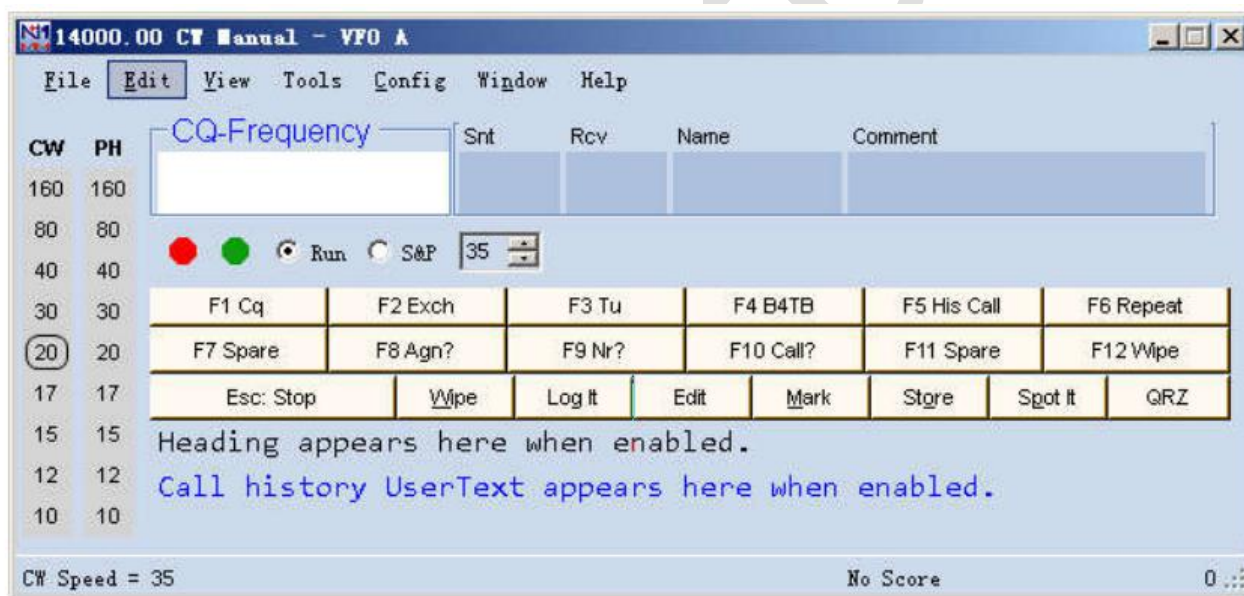 14000.00 CW Manual - VFO A
File Edit View Tools Config Window Help
CW PH CQ-Frequency Snt Rcv Name Comment
160 160
80 80
Run S&P 35
40 40
30 30 F1 Cq F2 Exch F3 Tu F4 B4TB F5 His Call F6 Repeat
20 20 F7 Spare F8 Agn? F9 Nr? F10 Call? F11 Spare F12 Wipe
17 17 Esc: Stop Wipe Log It Edit Mark Store Spot It QRZ
15 15 Heading appears here when enabled.
12 12 Call history UserText appears here when enabled.
10 10
CW Speed = 35 No Score 0